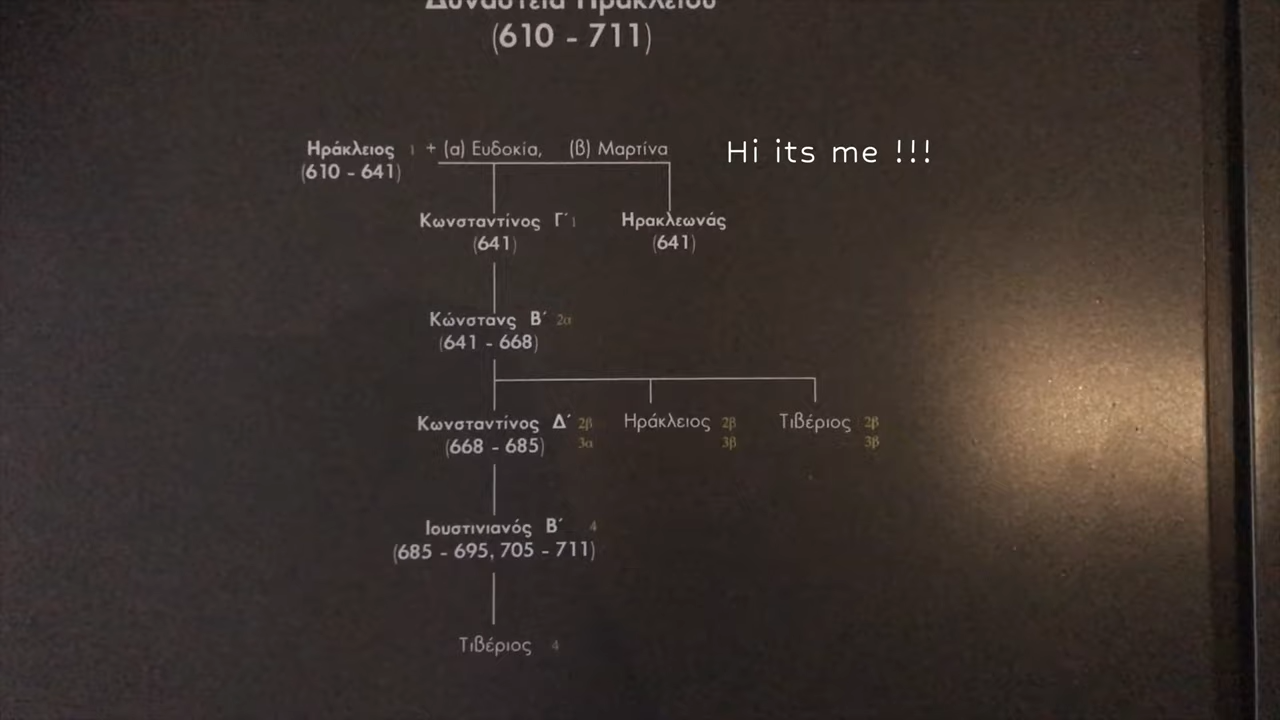 Δυναστεία Ηρακλείου
(610 - 711)
Ηράκλειος 1 + (α) Ευδοκία, (β) Μαρτίνα Hi its me !!!
(610 - 641)
Κωνσταντίνος Γ´ 1 Ηρακλεωνάς
(641) (641)
Κώνστανς Β´ 2α
(641 - 668)
Κωνσταντίνος Δ´ 2β Ηράκλειος 2β Τιβέριος 2β
(668 - 685) 3α 3β 3β
Ιουστινιανός Β´ 4
(685 - 695, 705 - 711)
Τιβέριος 4